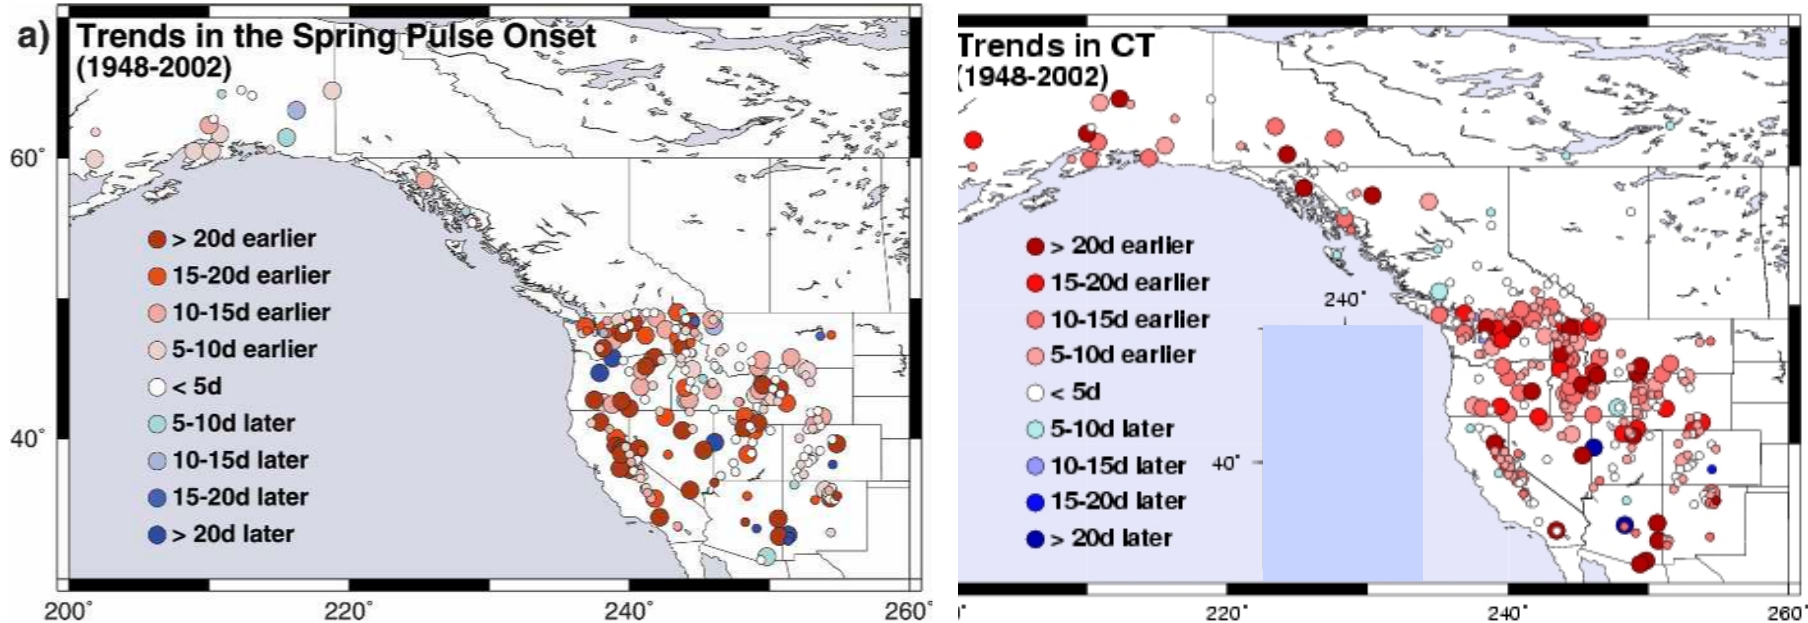 a)
Trends in the Spring Pulse Onset
(1948-2002)
60°
> 20d earlier
15-20d earlier
10-15d earlier
5-10d earlier
< 5d
5-10d later
10-15d later
15-20d later
> 20d later
40°
200°
220°
240°
260°
Trends in CT
(1948-2002)
> 20d earlier
15-20d earlier
10-15d earlier
5-10d earlier
< 5d
5-10d later
10-15d later
15-20d later
> 20d later
240°
40°
220°
240°
260°